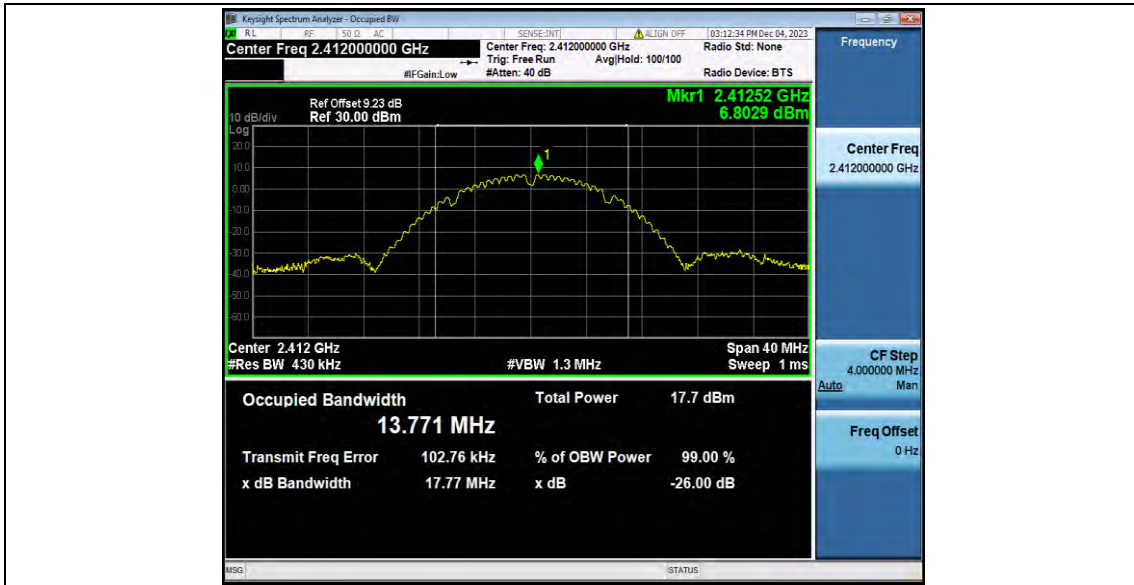 Keysight Spectrum Analyzer - Occupied BW
RL RF 50 Ω AC SENSE:INT ALIGN OFF 03:12:34 PM Dec 04, 2023
Center Freq 2.412000000 GHz
Center Freq: 2.412000000 GHz
Radio Std: None
Trig: Free Run Avg|Hold: 100/100
#IFGain:Low #Atten: 40 dB Radio Device: BTS
Mkr1 2.41252 GHz
6.8029 dBm
Ref Offset 9.23 dB
10 dB/div Ref 30.00 dBm
Log
20.0
10.0
0.00
-10.0
-20.0
-30.0
-40.0
-50.0
-60.0
1
Center 2.412 GHz Span 40 MHz
#Res BW 430 kHz #VBW 1.3 MHz Sweep 1 ms
Occupied Bandwidth Total Power 17.7 dBm
13.771 MHz
Transmit Freq Error 102.76 kHz % of OBW Power 99.00 %
x dB Bandwidth 17.77 MHz x dB -26.00 dB
MSG STATUS
Frequency
Center Freq
2.412000000 GHz
CF Step
4.000000 MHz
Auto Man
Freq Offset
0 Hz